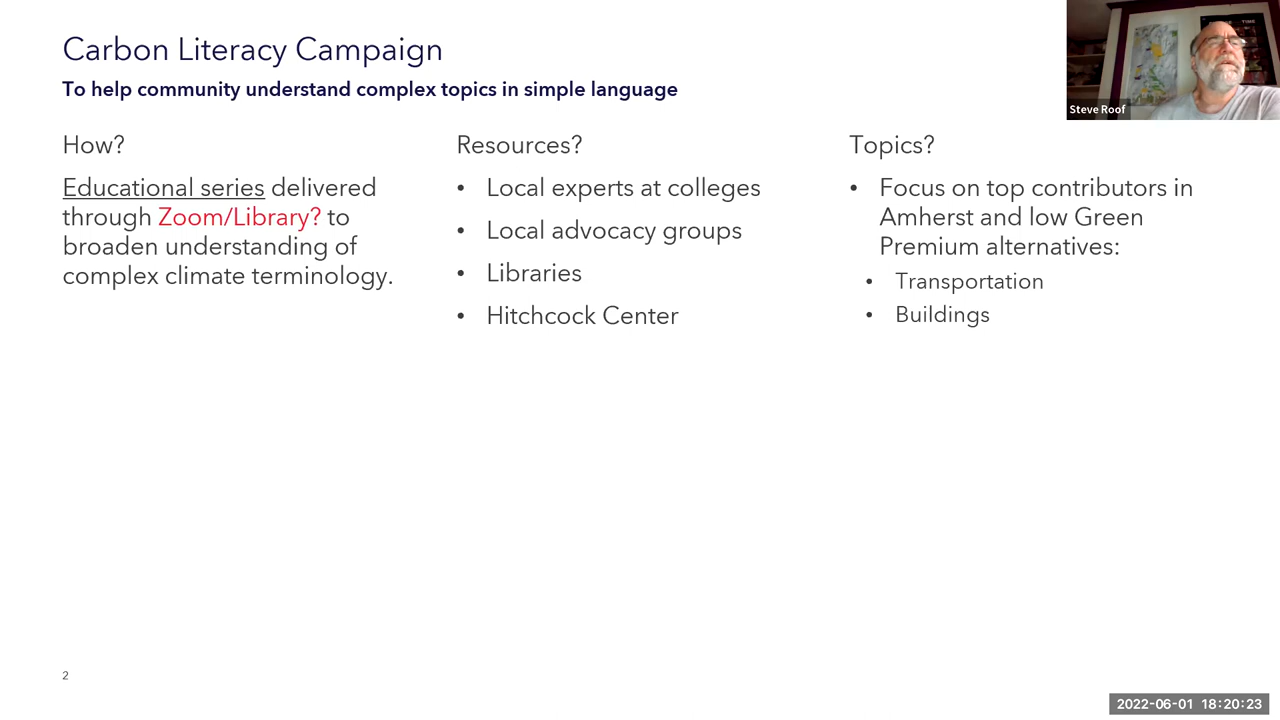 Carbon Literacy Campaign
To help community understand complex topics in simple language
How?
Educational series delivered
through Zoom/Library? to
broaden understanding of
complex climate terminology.
Resources?
• Local experts at colleges
• Local advocacy groups
• Libraries
• Hitchcock Center
Topics?
• Focus on top contributors in
Amherst and low Green
Premium alternatives:
• Transportation
• Buildings
TIME
Steve Roof
2
2022-06-01 18:20:23